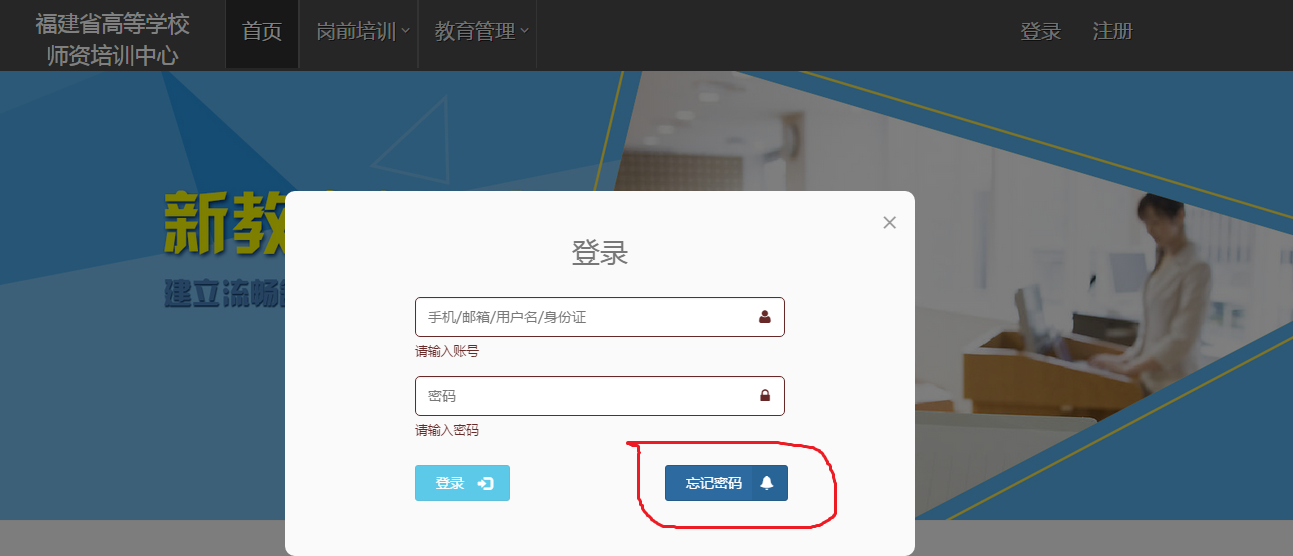 福建省高等学校
师资培训中心
首页
岗前培训
教育管理
登录
注册
新教
建立流畅
登录
手机/邮箱/用户名/身份证
请输入账号
密码
请输入密码
登录
忘记密码